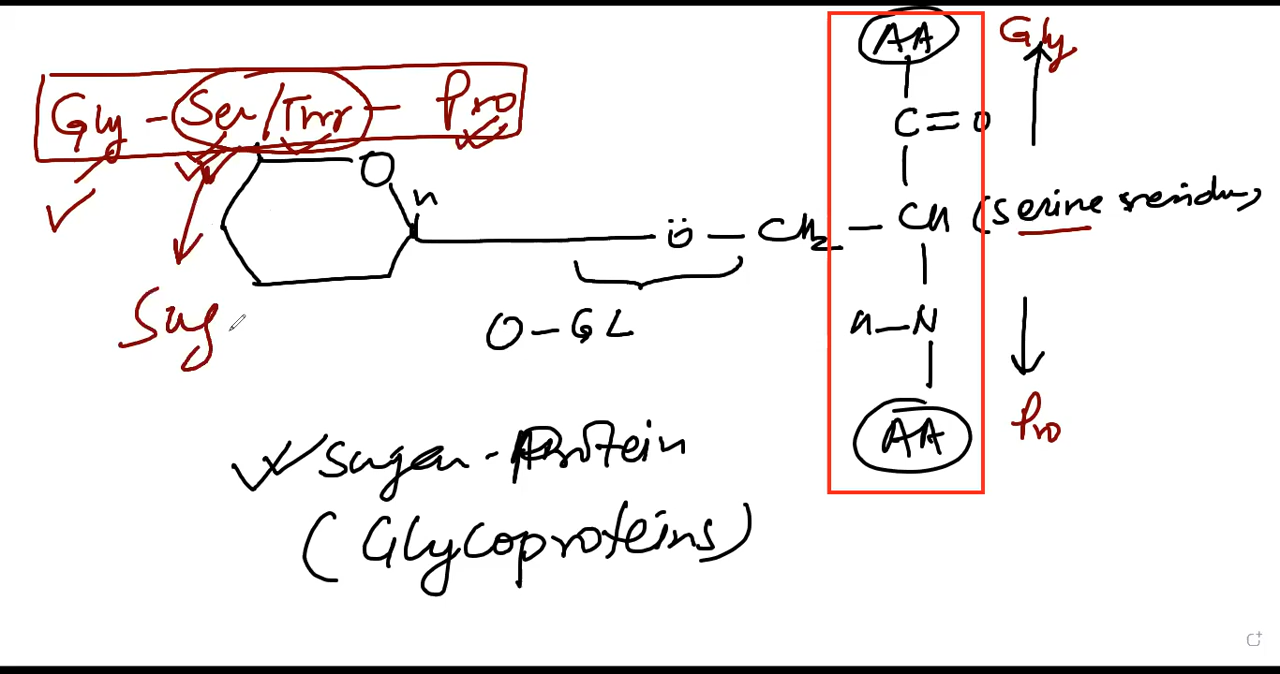 Gly - Ser/Thr - Pro
AA
Gly
C=O
O
H
Ö - CH2 - CH (Serine residue)
O-GL
H-N
Sug
AA
Pro
Sugar-Protein
(Glycoproteins)